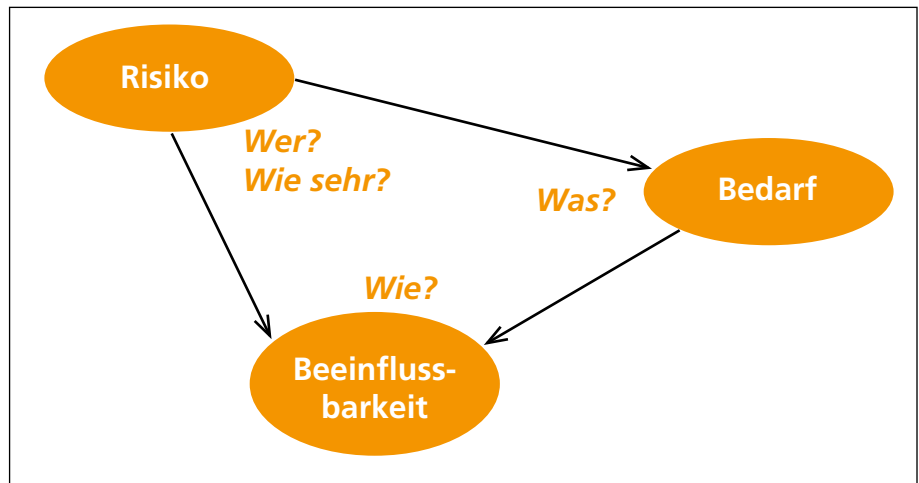 Risiko
Wer?
Wie sehr?
Was?
Bedarf
Wie?
Beeinfluss-
barkeit